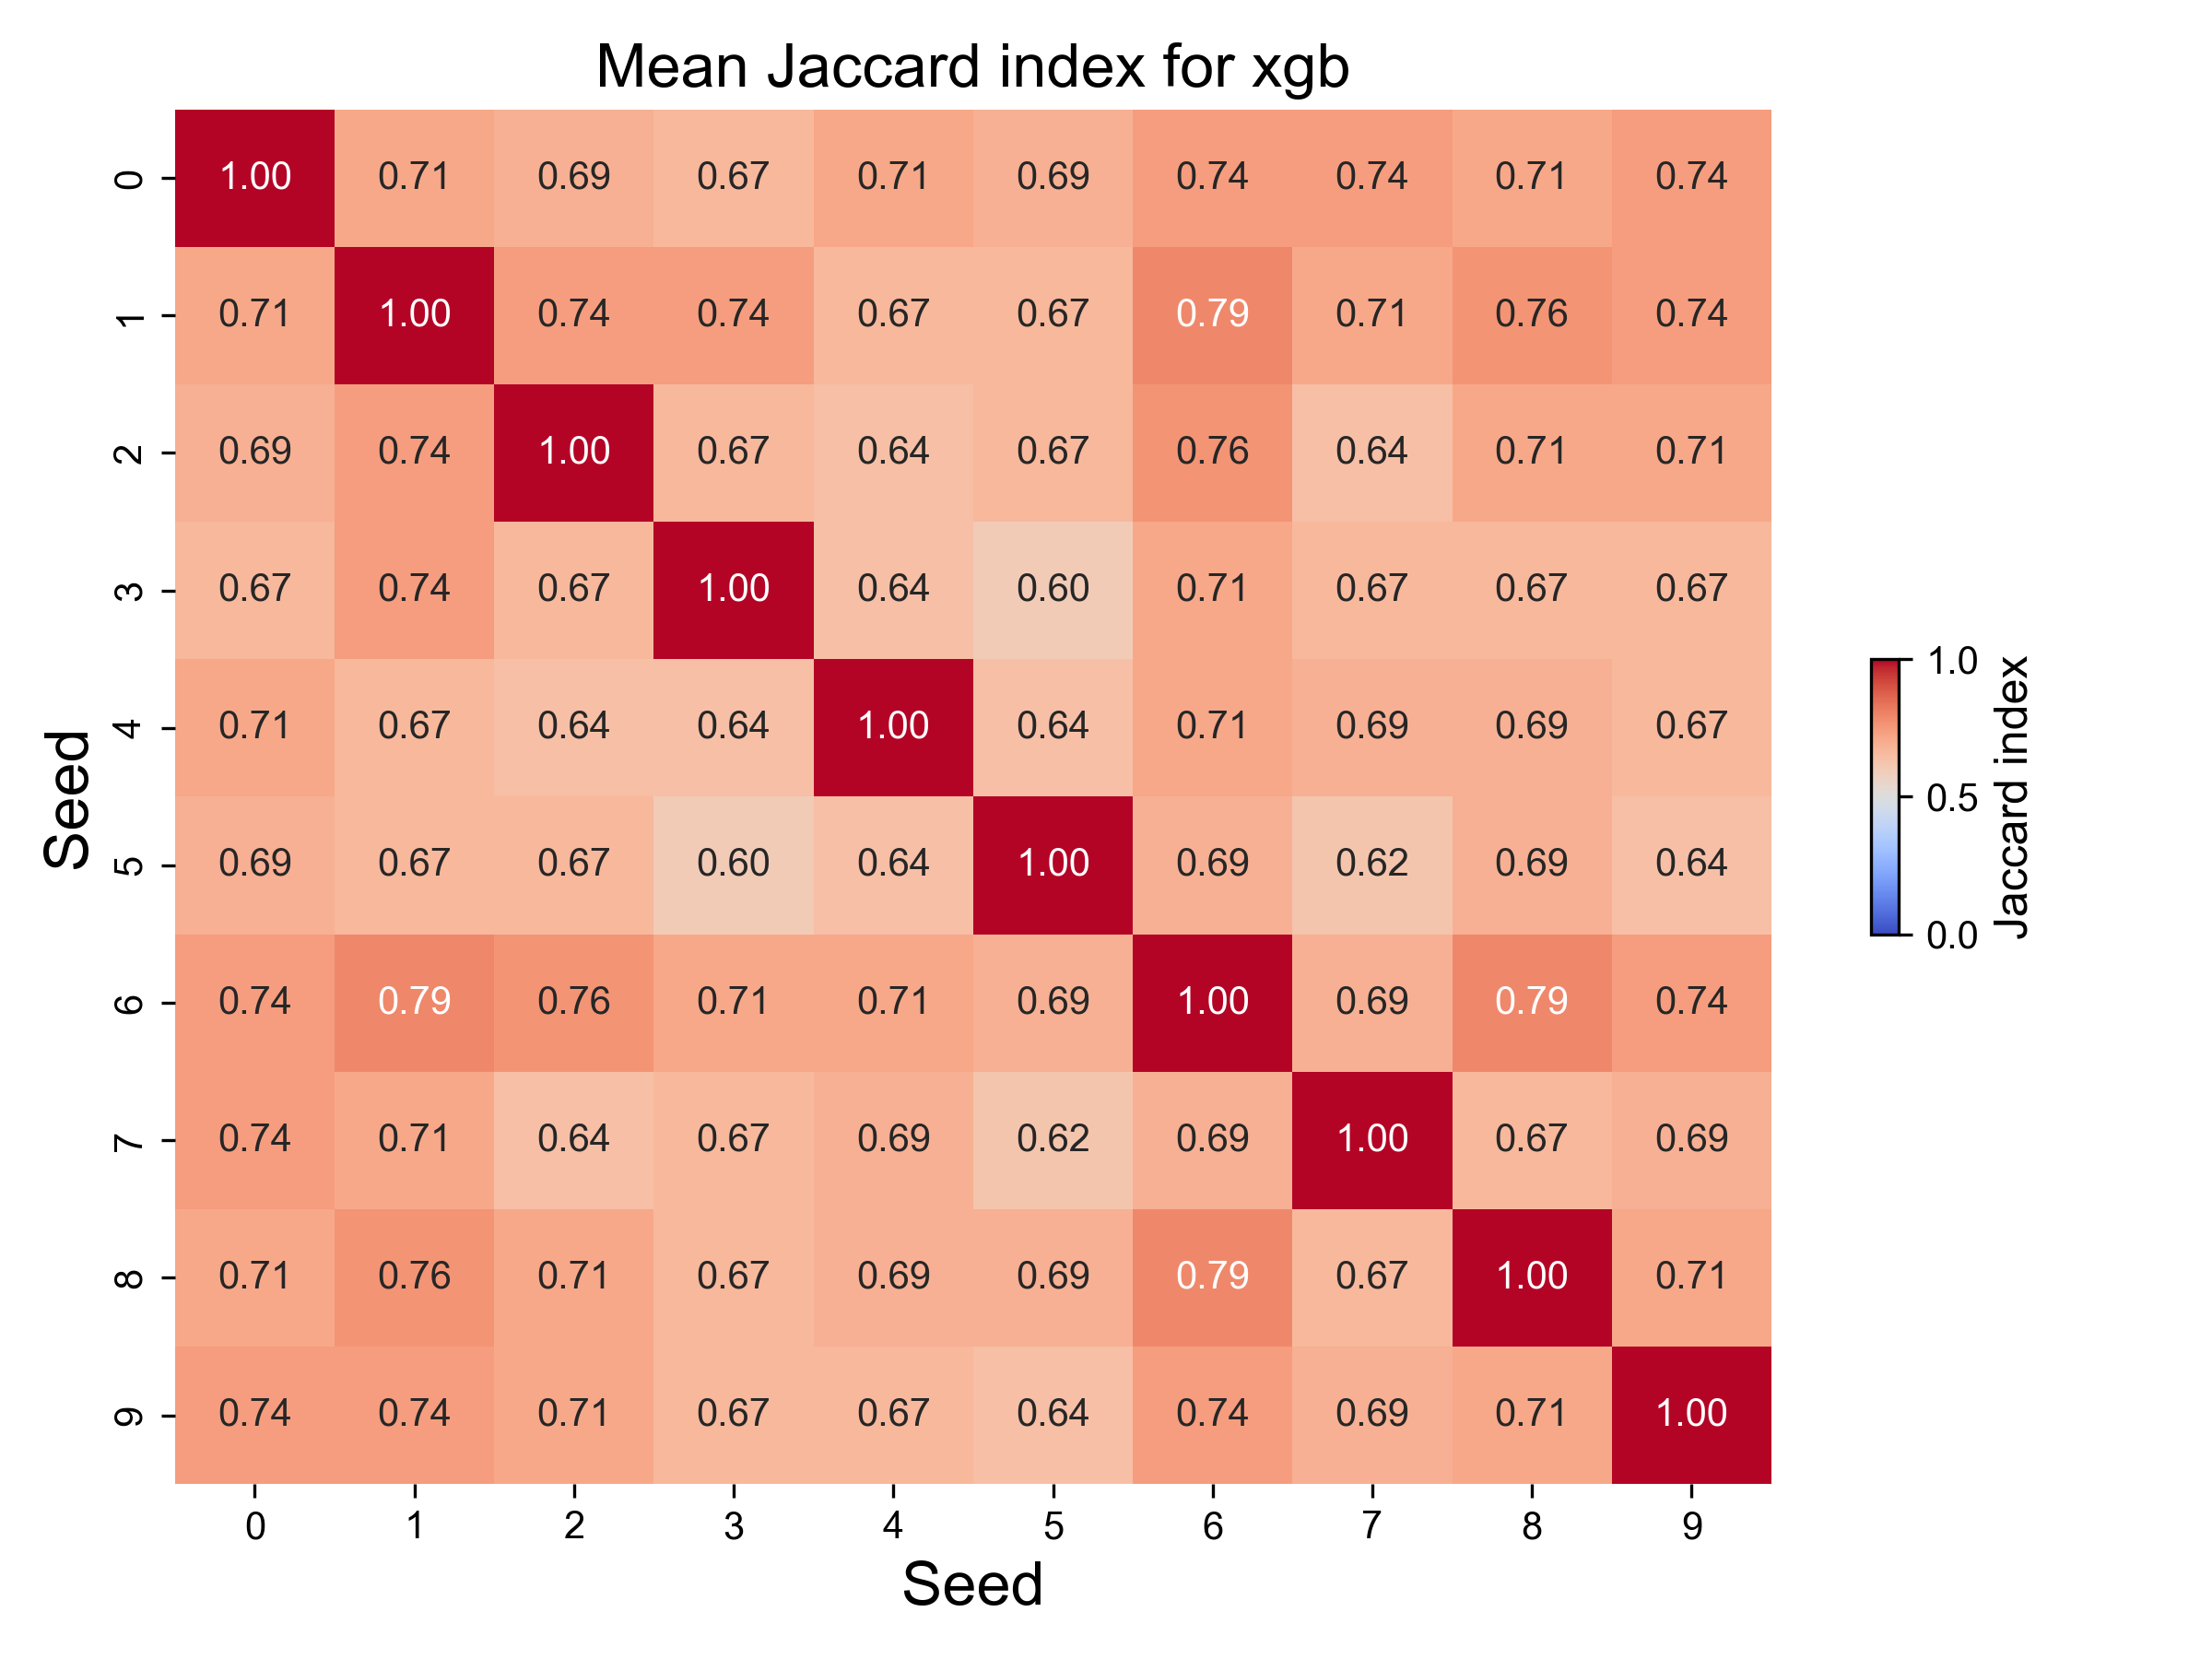 Mean Jaccard index for xgb
0 1.00 0.71 0.69 0.67 0.71 0.69 0.74 0.74 0.71 0.74
1 0.71 1.00 0.74 0.74 0.67 0.67 0.79 0.71 0.76 0.74
2 0.69 0.74 1.00 0.67 0.64 0.67 0.76 0.64 0.71 0.71
3 0.67 0.74 0.67 1.00 0.64 0.60 0.71 0.67 0.67 0.67
4 0.71 0.67 0.64 0.64 1.00 0.64 0.71 0.69 0.69 0.67
5 0.69 0.67 0.67 0.60 0.64 1.00 0.69 0.62 0.69 0.64
6 0.74 0.79 0.76 0.71 0.71 0.69 1.00 0.69 0.79 0.74
7 0.74 0.71 0.64 0.67 0.69 0.62 0.69 1.00 0.67 0.69
8 0.71 0.76 0.71 0.67 0.69 0.69 0.79 0.67 1.00 0.71
9 0.74 0.74 0.71 0.67 0.67 0.64 0.74 0.69 0.71 1.00
0 1 2 3 4 5 6 7 8 9
Seed
Seed
1.0
0.5
0.0
Jaccard index